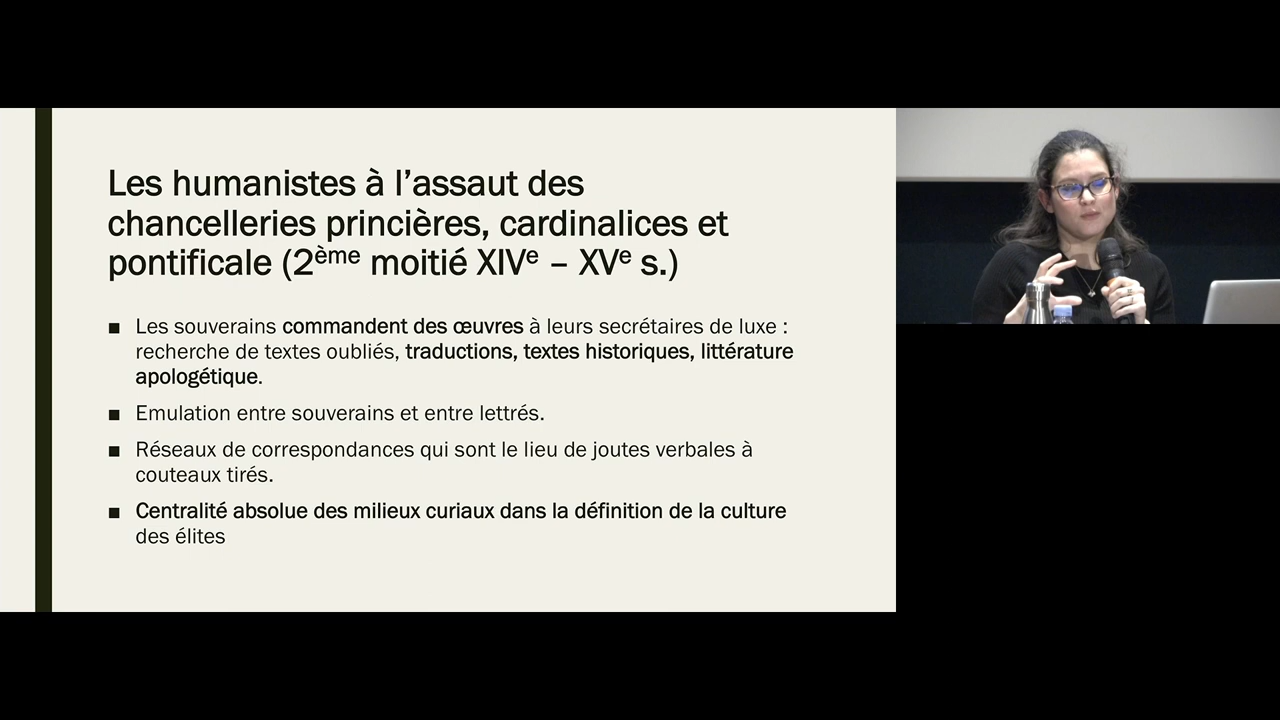 Les humanistes à l’assaut des
chancelleries princières, cardinalices et
pontificale (2ème moitié XIVe – XVe s.)
■ Les souverains commandent des œuvres à leurs secrétaires de luxe :
recherche de textes oubliés, traductions, textes historiques, littérature
apologétique.
■ Emulation entre souverains et entre lettrés.
■ Réseaux de correspondances qui sont le lieu de joutes verbales à
couteaux tirés.
■ Centralité absolue des milieux curiaux dans la définition de la culture
des élites